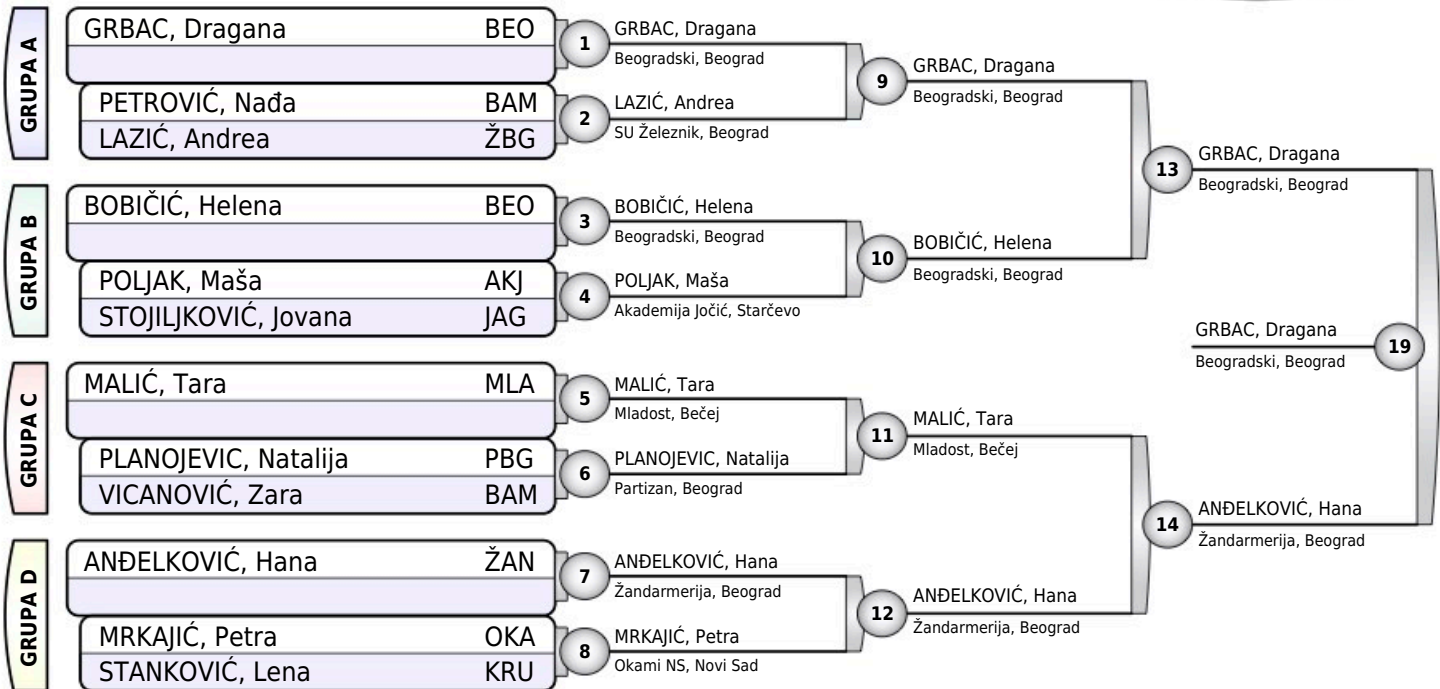 GRUPA A
GRBAC, Dragana BEO
PETROVIĆ, Nađa BAM
LAZIĆ, Andrea ŽBG
GRUPA B
BOBIČIĆ, Helena BEO
POLJAK, Maša AKJ
STOJILJKOVIĆ, Jovana JAG
GRUPA C
MALIĆ, Tara MLA
PLANOJEVIC, Natalija PBG
VICANOVIĆ, Zara BAM
GRUPA D
ANĐELKOVIĆ, Hana ŽAN
MRKAJIĆ, Petra OKA
STANKOVIĆ, Lena KRU
1
GRBAC, Dragana
Beogradski, Beograd
2
LAZIĆ, Andrea
SU Železnik, Beograd
3
BOBIČIĆ, Helena
Beogradski, Beograd
4
POLJAK, Maša
Akademija Jočić, Starčevo
5
MALIĆ, Tara
Mladost, Bečej
6
PLANOJEVIC, Natalija
Partizan, Beograd
7
ANĐELKOVIĆ, Hana
Žandarmerija, Beograd
8
MRKAJIĆ, Petra
Okami NS, Novi Sad
9
GRBAC, Dragana
Beogradski, Beograd
10
BOBIČIĆ, Helena
Beogradski, Beograd
11
MALIĆ, Tara
Mladost, Bečej
12
ANĐELKOVIĆ, Hana
Žandarmerija, Beograd
13
GRBAC, Dragana
Beogradski, Beograd
14
ANĐELKOVIĆ, Hana
Žandarmerija, Beograd
GRBAC, Dragana
Beogradski, Beograd
19